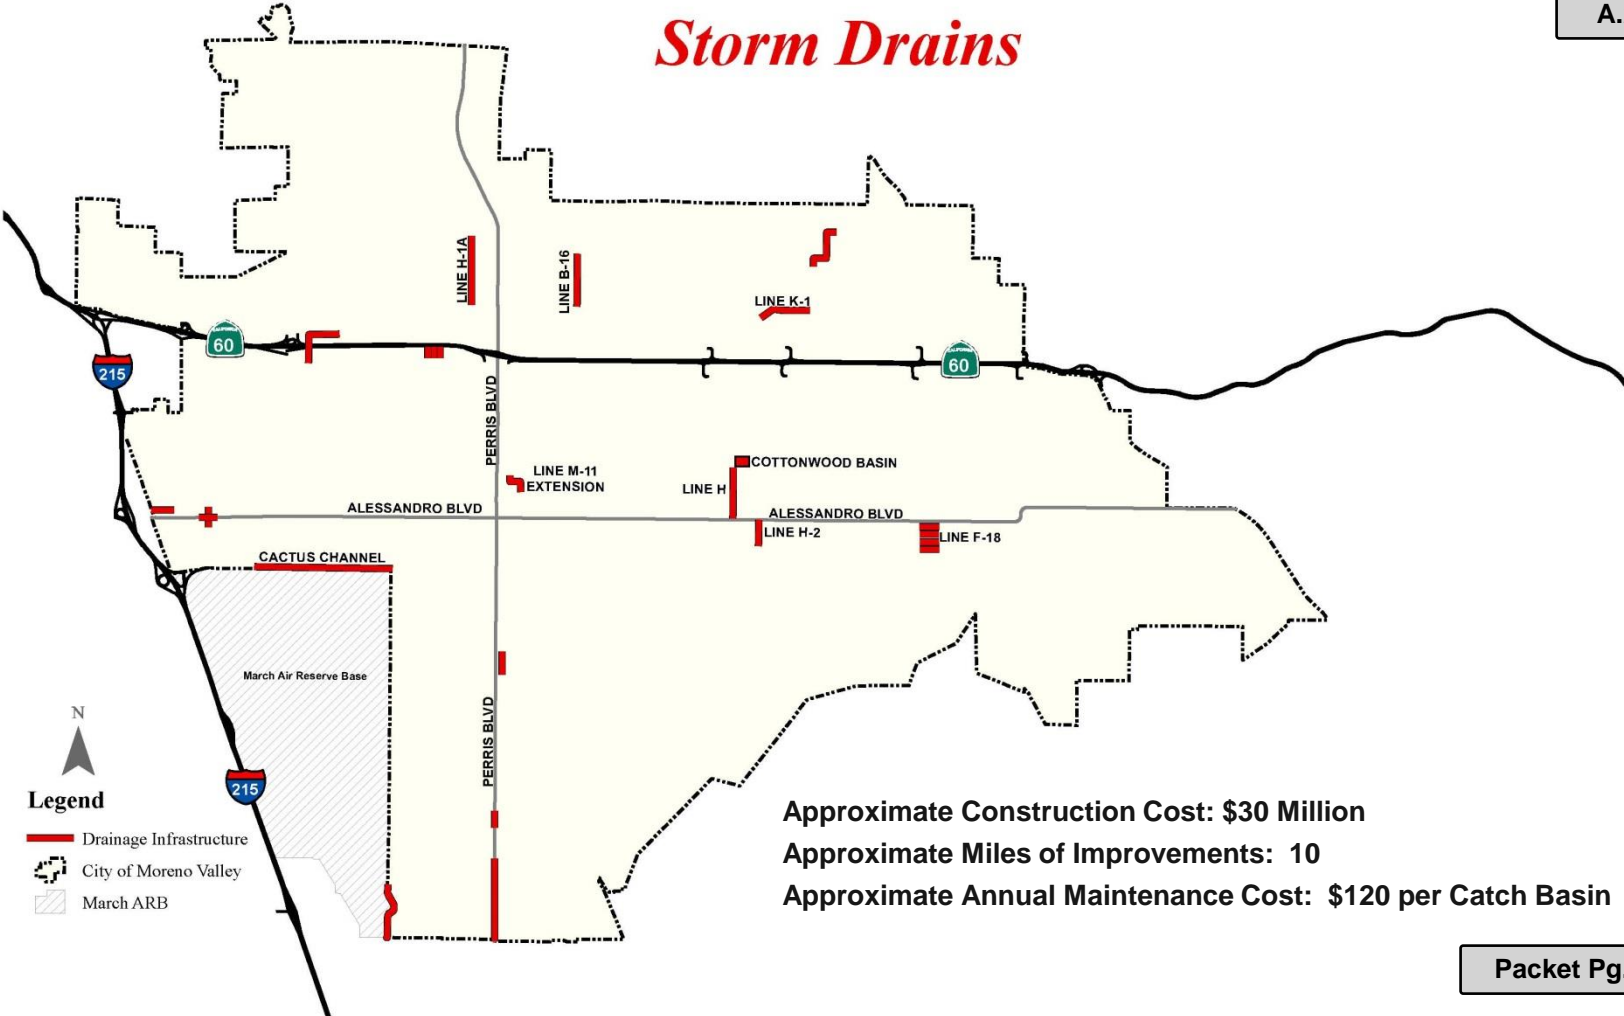 A.
Storm Drains
LINE H-1A
LINE B-16
LINE K-1
CALIFORNIA
60
CALIFORNIA
60
215
PERRIS BLVD
COTTONWOOD BASIN
LINE M-11
EXTENSION
LINE H
ALESSANDRO BLVD
ALESSANDRO BLVD
LINE H-2
LINE F-18
CACTUS CHANNEL
March Air Reserve Base
PERRIS BLVD
N
215
Legend
Drainage Infrastructure
City of Moreno Valley
March ARB
Approximate Construction Cost: $30 Million
Approximate Miles of Improvements: 10
Approximate Annual Maintenance Cost: $120 per Catch Basin
Packet Pg.